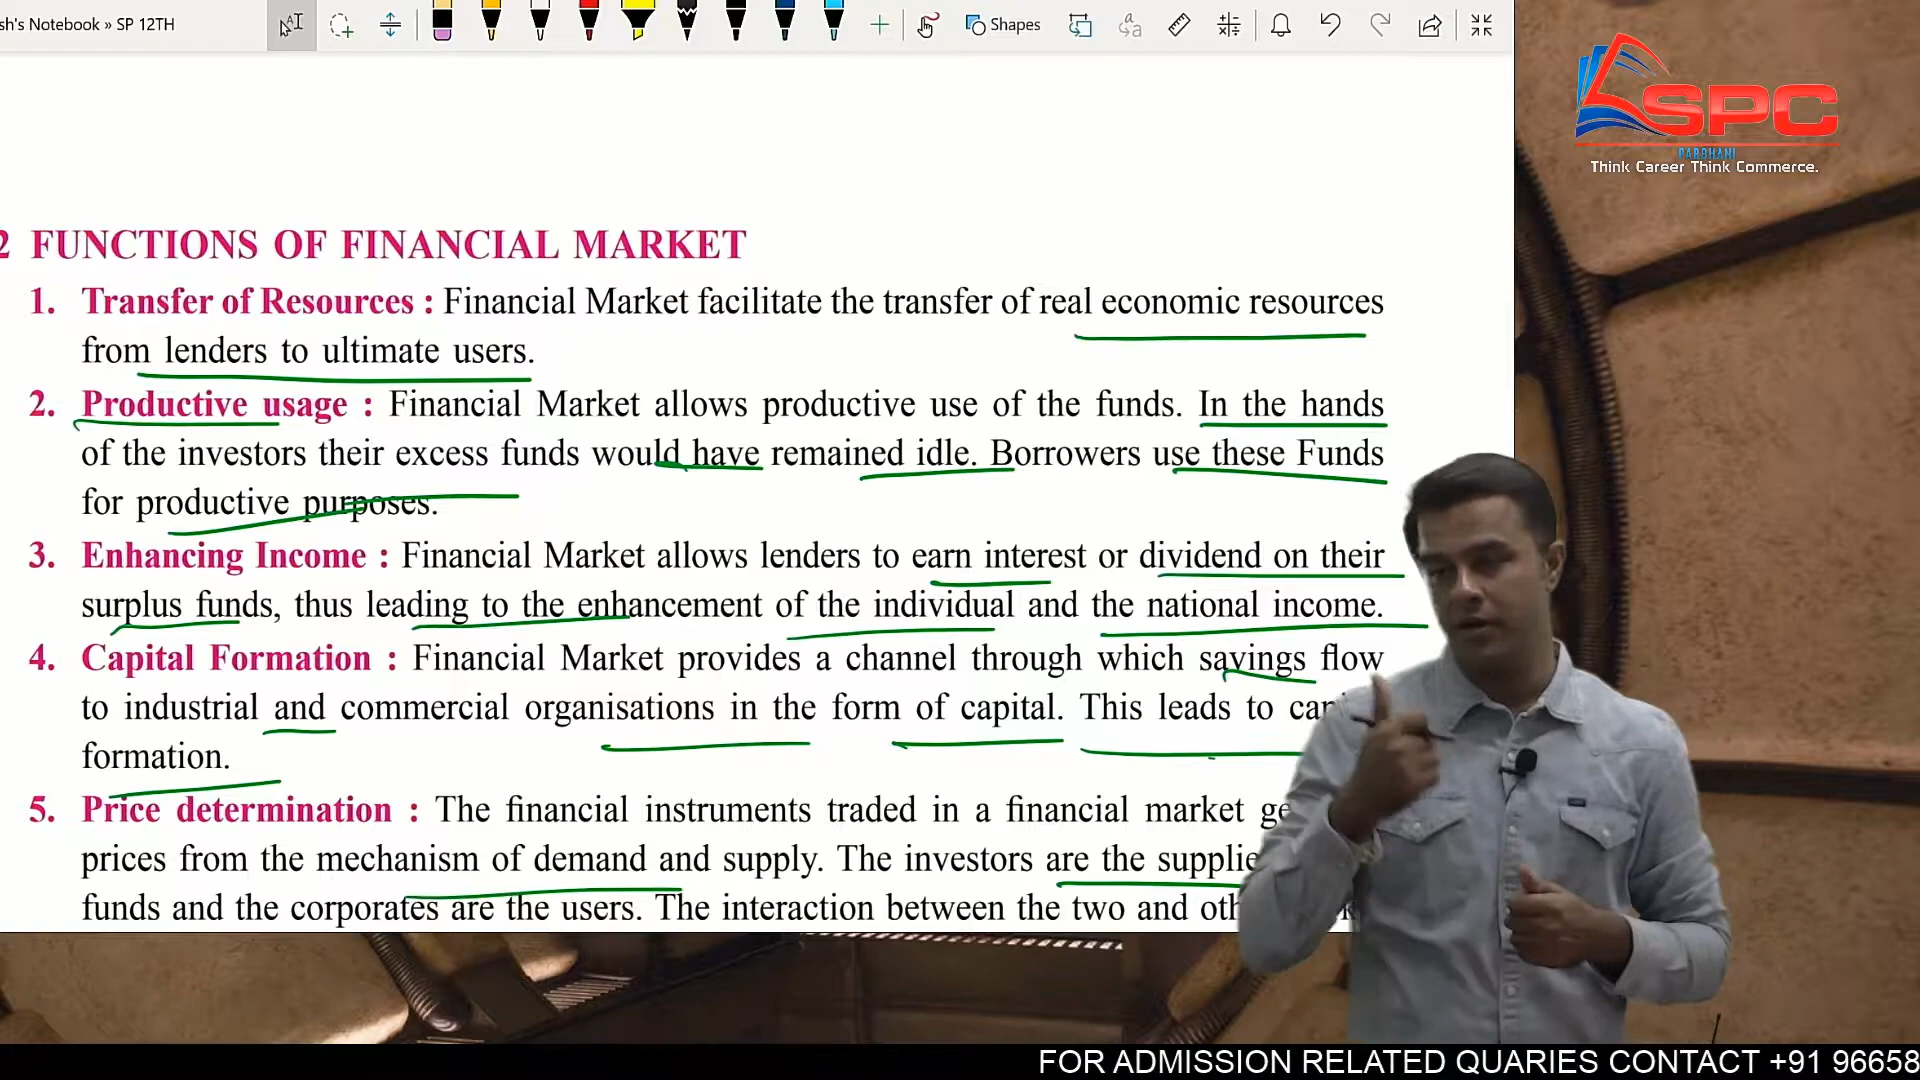 sh's Notebook » SP 12TH
Shapes
SPC
PARBHANI
Think Career Think Commerce.
2 FUNCTIONS OF FINANCIAL MARKET
1. Transfer of Resources : Financial Market facilitate the transfer of real economic resources
from lenders to ultimate users.
2. Productive usage : Financial Market allows productive use of the funds. In the hands
of the investors their excess funds would have remained idle. Borrowers use these Funds
for productive purposes.
3. Enhancing Income : Financial Market allows lenders to earn interest or dividend on their
surplus funds, thus leading to the enhancement of the individual and the national income.
4. Capital Formation : Financial Market provides a channel through which savings flow
to industrial and commercial organisations in the form of capital. This leads to
formation.
5. Price determination : The financial instruments traded in a financial market
prices from the mechanism of demand and supply. The investors are the
funds and the corporates are the users. The interaction between the two and
FOR ADMISSION RELATED QUARIES CONTACT +91 96658